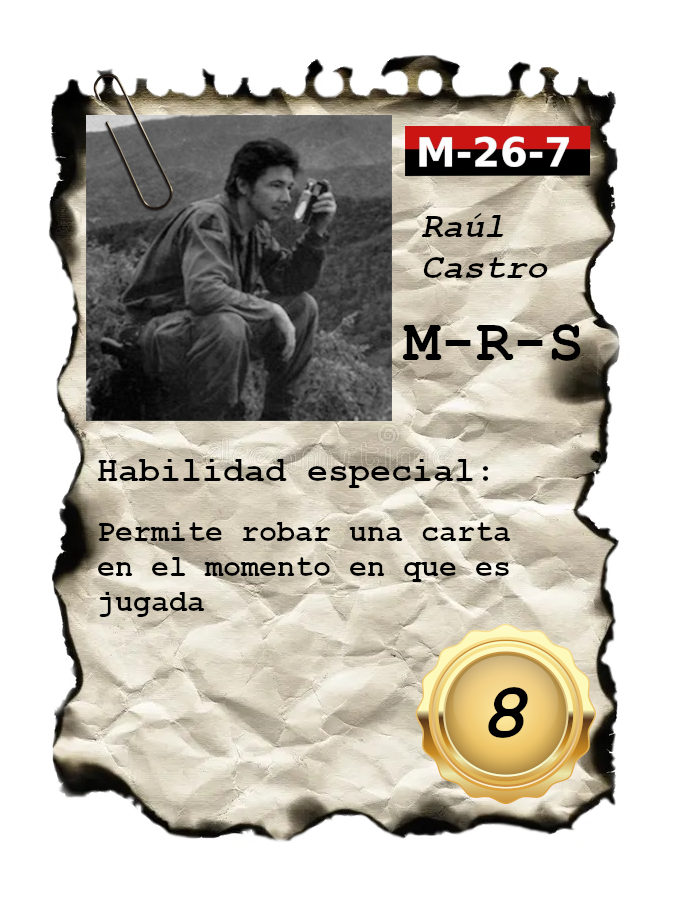 M-26-7
Raúl
Castro
M-R-S
Habilidad especial:
Permite robar una carta
en el momento en que es
jugada
8